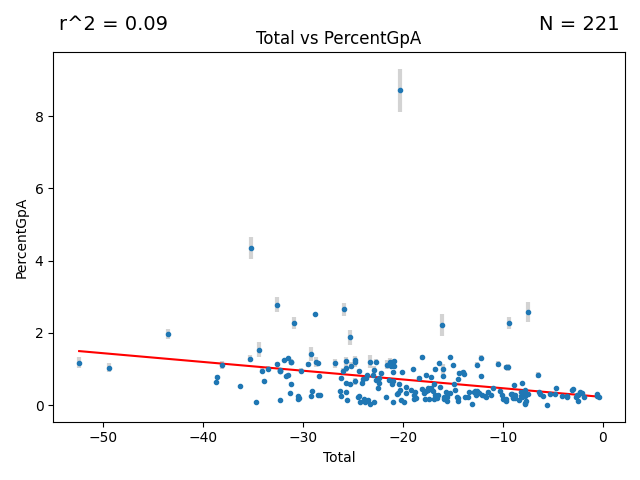 r^2 = 0.09 N = 221
Total vs PercentGpA
PercentGpA
8
6
4
2
0
−50 −40 −30 −20 −10 0
Total